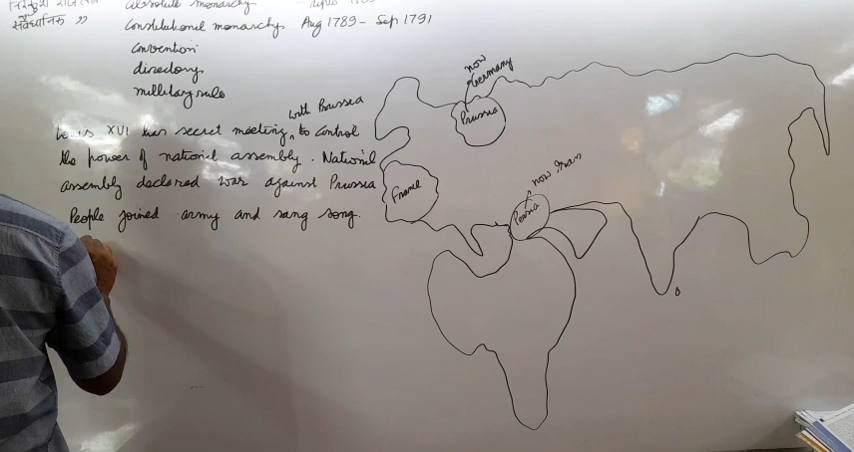 Absolute monarchy
संवैधानिक " Constitutional monarchy Aug 1789 - Sep 1791
Convention
directory
milletary rule
with Prussia
Louis XVI has secret meeting, to control
the power of national assembly. National
assembly declared war against Prussia
People joined army and sang song.
now
Germany
Prussia
France
now Iran
Persia